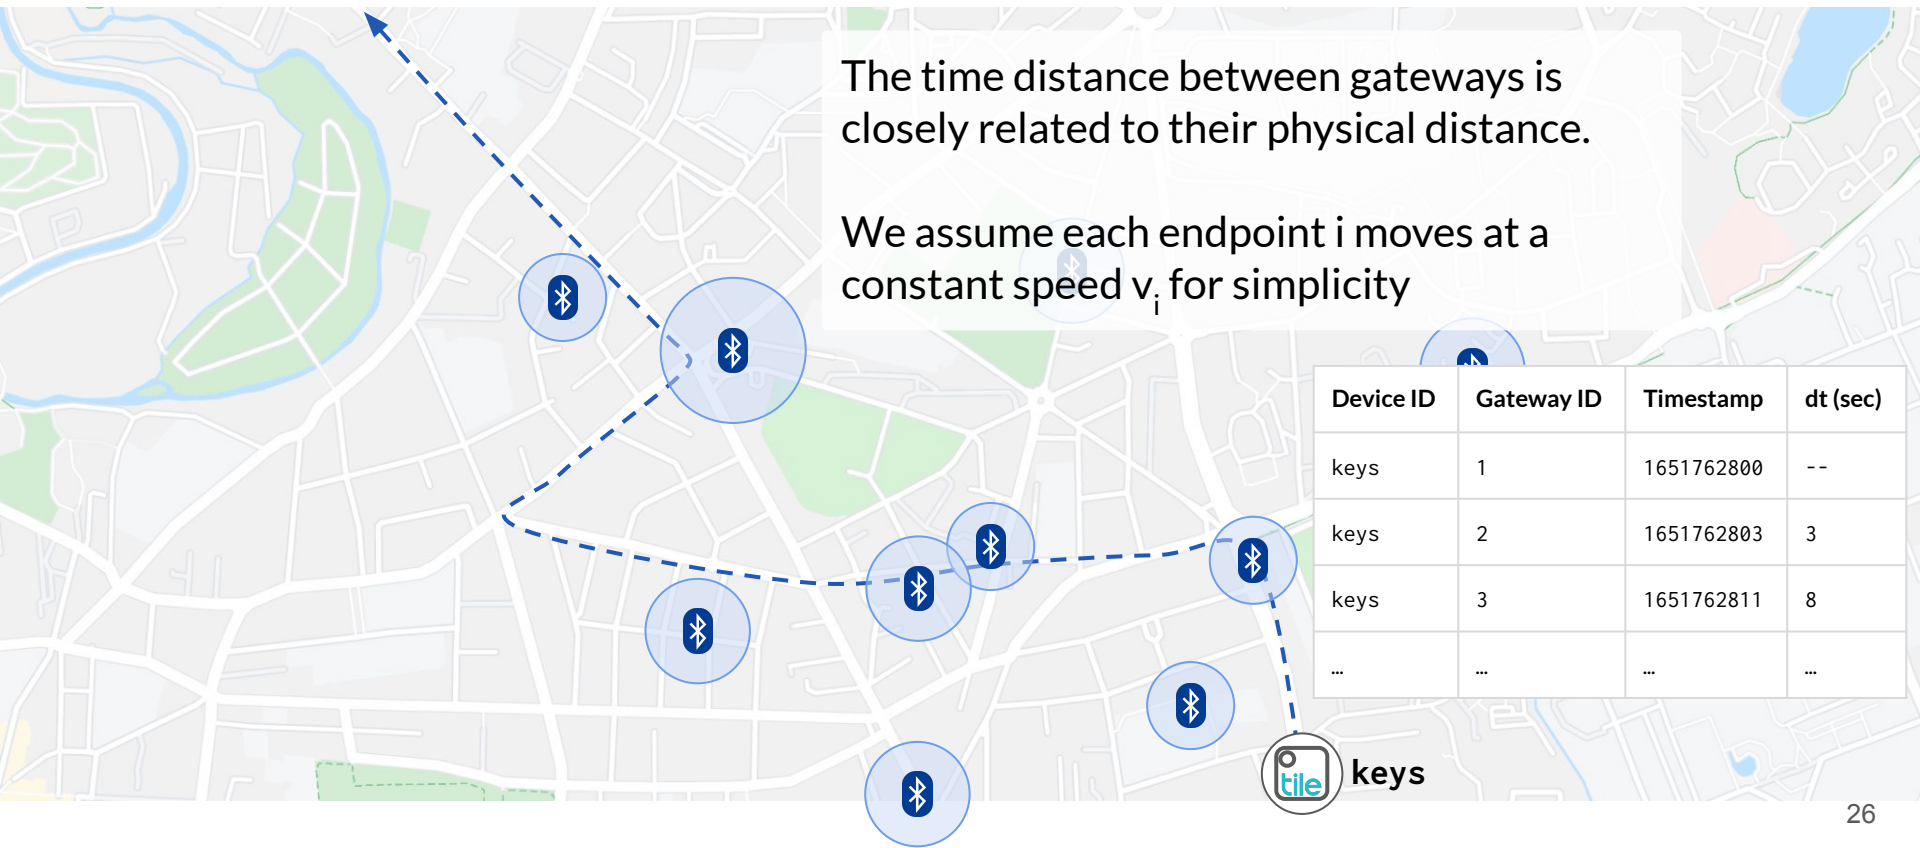 The time distance between gateways is
closely related to their physical distance.
We assume each endpoint i moves at a
constant speed vi for simplicity
Device ID Gateway ID Timestamp dt (sec)
keys 1 1651762800 --
keys 2 1651762803 3
keys 3 1651762811 8
… … … …
tile keys
26